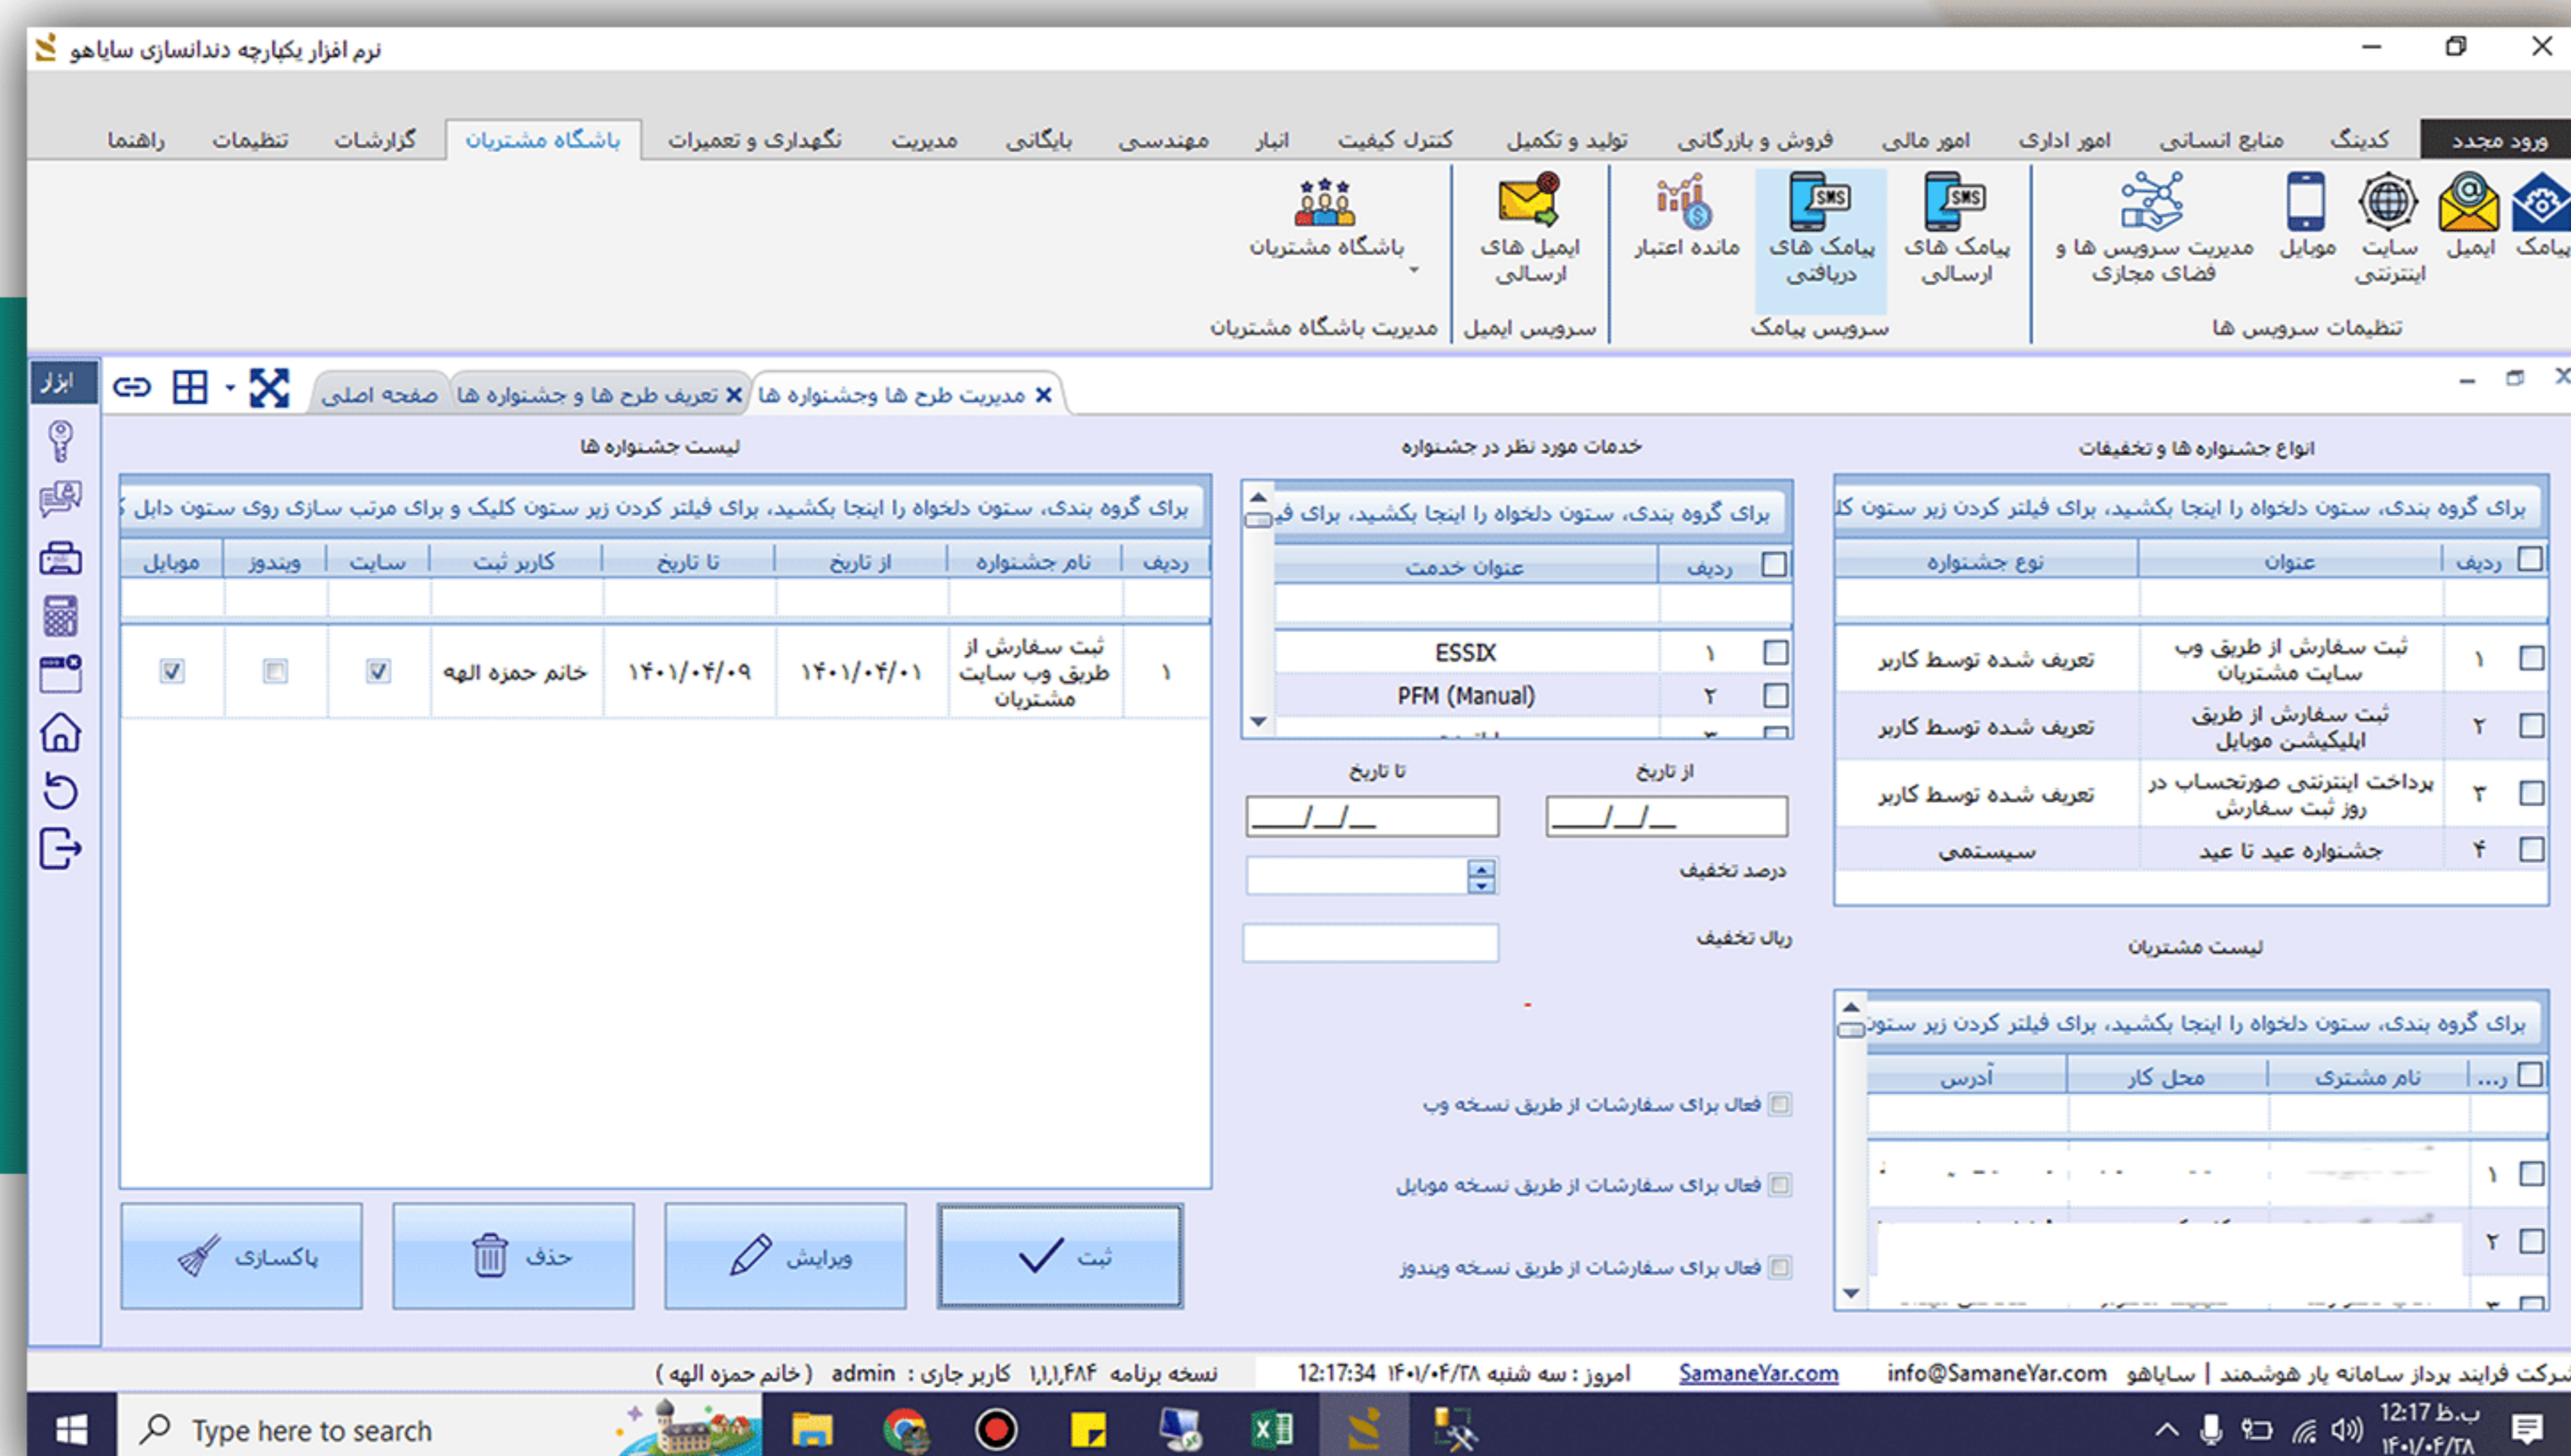 نرم افزار یکپارچه دندانسازی سایاهو
ورود مجدد
کدینگ
منابع انسانی
امور اداری
امور مالی
فروش و بازرگانی
تولید و تکمیل
کنترل کیفیت
انبار
مهندسی
بایگانی
مدیریت
نگهداری و تعمیرات
باشگاه مشتریان
گزارشات
تنظیمات
راهنما
پیامک
ایمیل
سایت
اینترنتی
موبایل
مدیریت سرویس ها و
فضای مجازی
تنظیمات سرویس ها
SMS
پیامک های
ارسالی
SMS
پیامک های
دریافتی
مانده اعتبار
سرویس پیامک
ایمیل های
ارسالی
سرویس ایمیل
باشگاه مشتریان
مدیریت باشگاه مشتریان
ابزار
صفحه اصلی
تعریف طرح ها و جشنواره ها
مدیریت طرح ها وجشنواره ها
انواع جشنواره ها و تخفیفات
برای گروه بندی، ستون دلخواه را اینجا بکشید، برای فیلتر کردن زیر ستون
ردیف عنوان نوع جشنواره
۱ ثبت سفارش از طریق وب
سایت مشتریان
تعریف شده توسط کاربر
۲ ثبت سفارش از طریق
اپلیکیشن موبایل
تعریف شده توسط کاربر
۳ پرداخت اینترنتی صورتحساب در
روز ثبت سفارش
تعریف شده توسط کاربر
۴ جشنواره عید تا عید سیستمی
لیست مشتریان
برای گروه بندی، ستون دلخواه را اینجا بکشید، برای فیلتر کردن زیر ستون
ر... نام مشتری محل کار آدرس
۱
۲
۳
خدمات مورد نظر در جشنواره
برای گروه بندی، ستون دلخواه را اینجا بکشید، برای
ردیف عنوان خدمت
۱ ESSIX
۲ PFM (Manual)
از تاریخ
تا تاریخ
__/__/____
__/__/____
درصد تخفیف
ریال تخفیف
-
فعال برای سفارشات از طریق نسخه وب
فعال برای سفارشات از طریق نسخه موبایل
فعال برای سفارشات از طریق نسخه ویندوز
لیست جشنواره ها
برای گروه بندی، ستون دلخواه را اینجا بکشید، برای فیلتر کردن زیر ستون کلیک و برای مرتب سازی روی ستون دابل
ردیف نام جشنواره از تاریخ تا تاریخ کاربر ثبت سایت ویندوز موبایل
۱ ثبت سفارش از
طریق وب سایت
مشتریان
۱۴۰۱/۰۴/۰۱ ۱۴۰۱/۰۴/۰۹ خانم حمزه الهه
ثبت
ویرایش
حذف
پاکسازی
شرکت فرایند پرداز سامانه یار هوشمند | سایاهو info@SamaneYar.com
SamaneYar.com
امروز : سه شنبه ۱۴۰۱/۰۴/۲۸ 12:17:34
نسخه برنامه ۱,۱,۱,۴۸۴ کاربر جاری : admin ( خانم حمزه الهه )
Type here to search
12:17 ب.ظ
۱۴۰۱/۰۴/۲۸